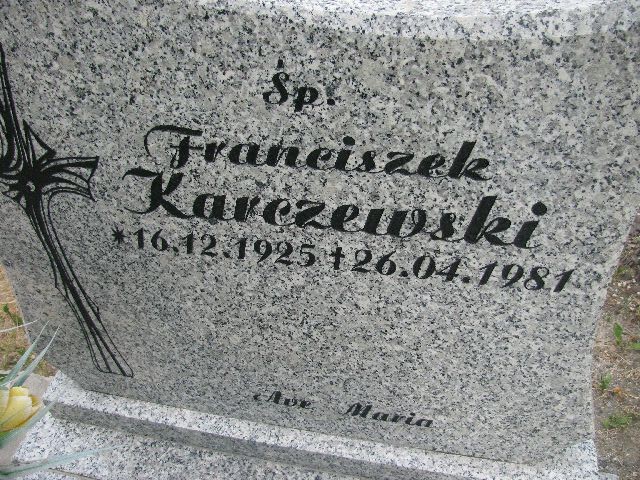 Śp.
Franciszek
Karczewski
*16.12.1925 †26.04.1981
Ave Maria